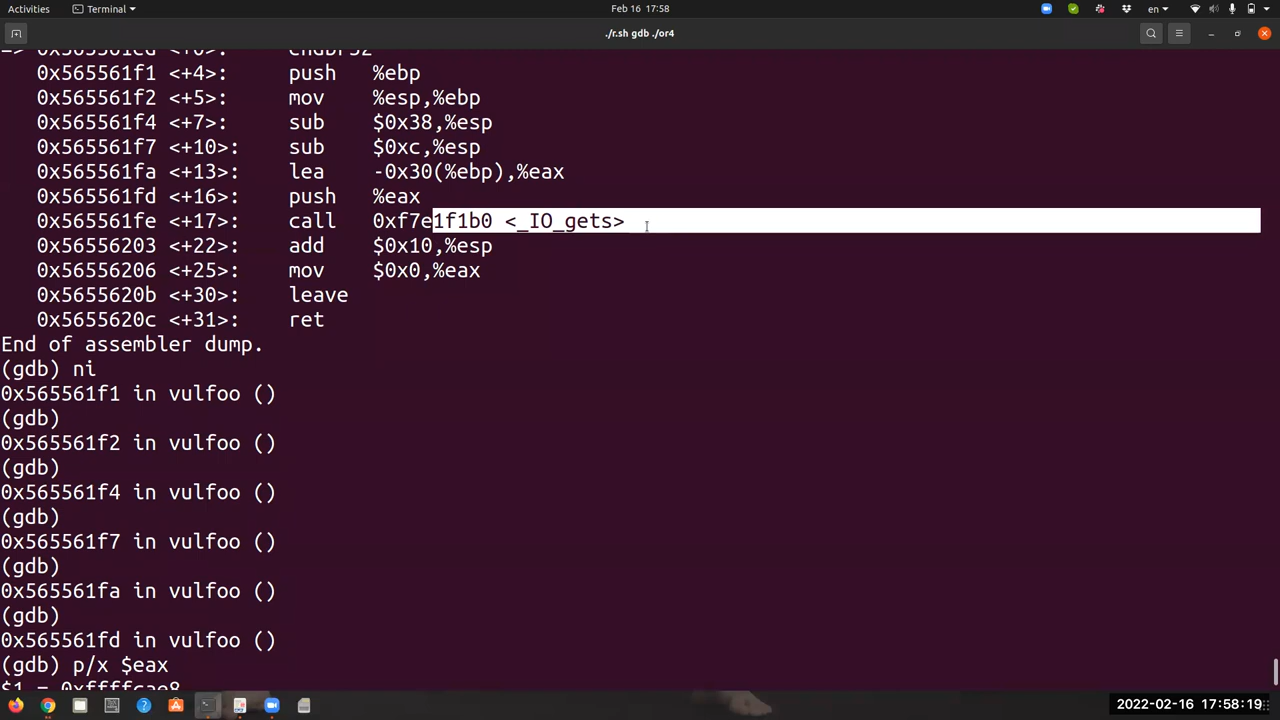 Activities Terminal Feb 16 17:58 en
./r.sh gdb ./or4
=> 0x565561ed <+0>: endbr32
0x565561f1 <+4>: push %ebp
0x565561f2 <+5>: mov %esp,%ebp
0x565561f4 <+7>: sub $0x38,%esp
0x565561f7 <+10>: sub $0xc,%esp
0x565561fa <+13>: lea -0x30(%ebp),%eax
0x565561fd <+16>: push %eax
0x565561fe <+17>: call 0xf7e1f1b0 <_IO_gets>
0x56556203 <+22>: add $0x10,%esp
0x56556206 <+25>: mov $0x0,%eax
0x5655620b <+30>: leave
0x5655620c <+31>: ret
End of assembler dump.
(gdb) ni
0x565561f1 in vulfoo ()
(gdb)
0x565561f2 in vulfoo ()
(gdb)
0x565561f4 in vulfoo ()
(gdb)
0x565561f7 in vulfoo ()
(gdb)
0x565561fa in vulfoo ()
(gdb)
0x565561fd in vulfoo ()
(gdb) p/x $eax
$1 = 0xffffcae8
2022-02-16 17:58:19